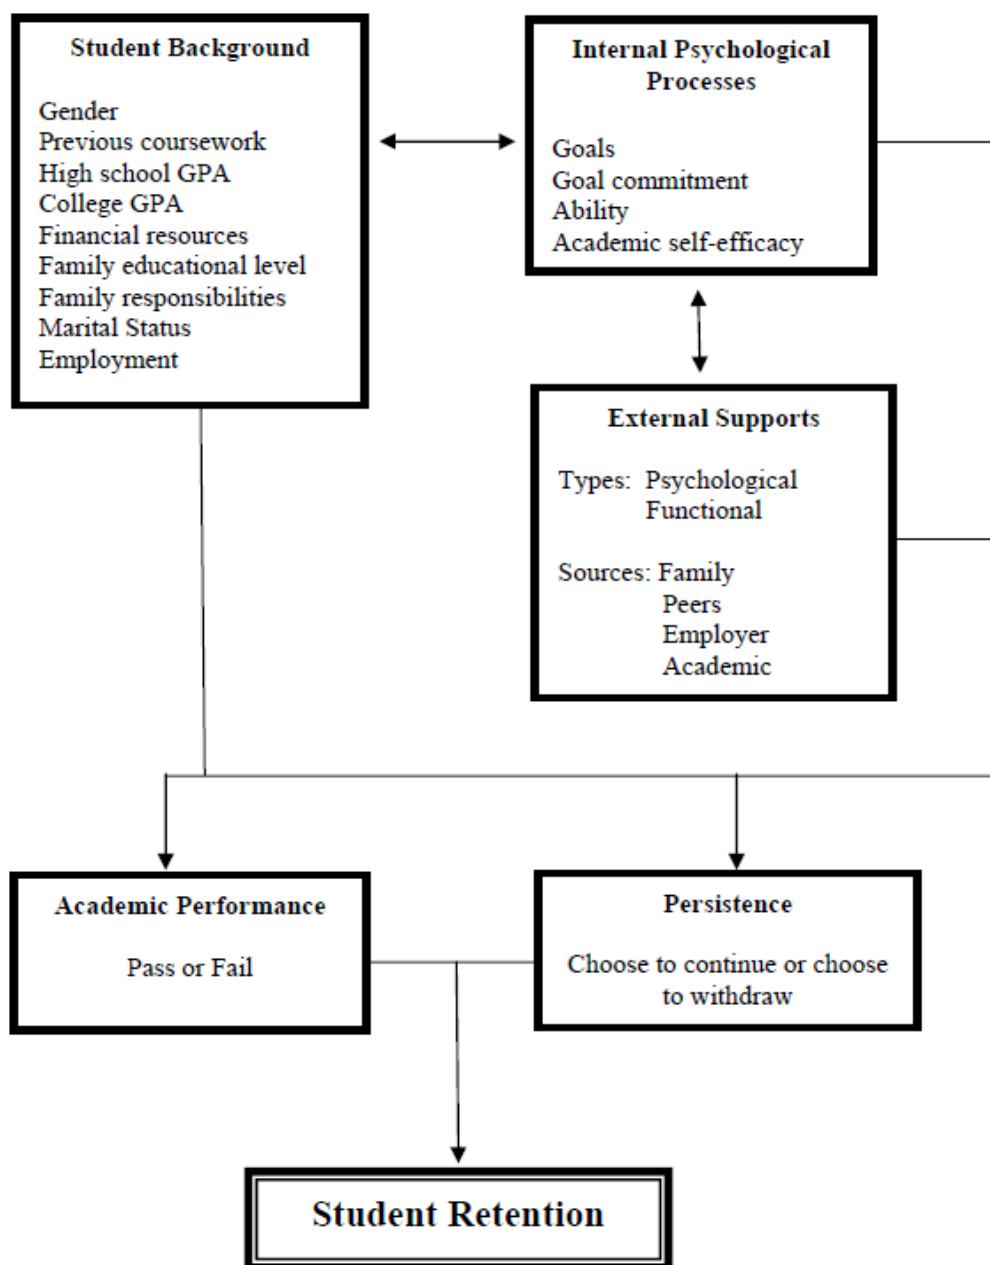 Student Background
Gender
Previous coursework
High school GPA
College GPA
Financial resources
Family educational level
Family responsibilities
Marital Status
Employment
Internal Psychological
Processes
Goals
Goal commitment
Ability
Academic self-efficacy
External Supports
Types: Psychological
Functional
Sources: Family
Peers
Employer
Academic
Academic Performance
Pass or Fail
Persistence
Choose to continue or choose
to withdraw
Student Retention